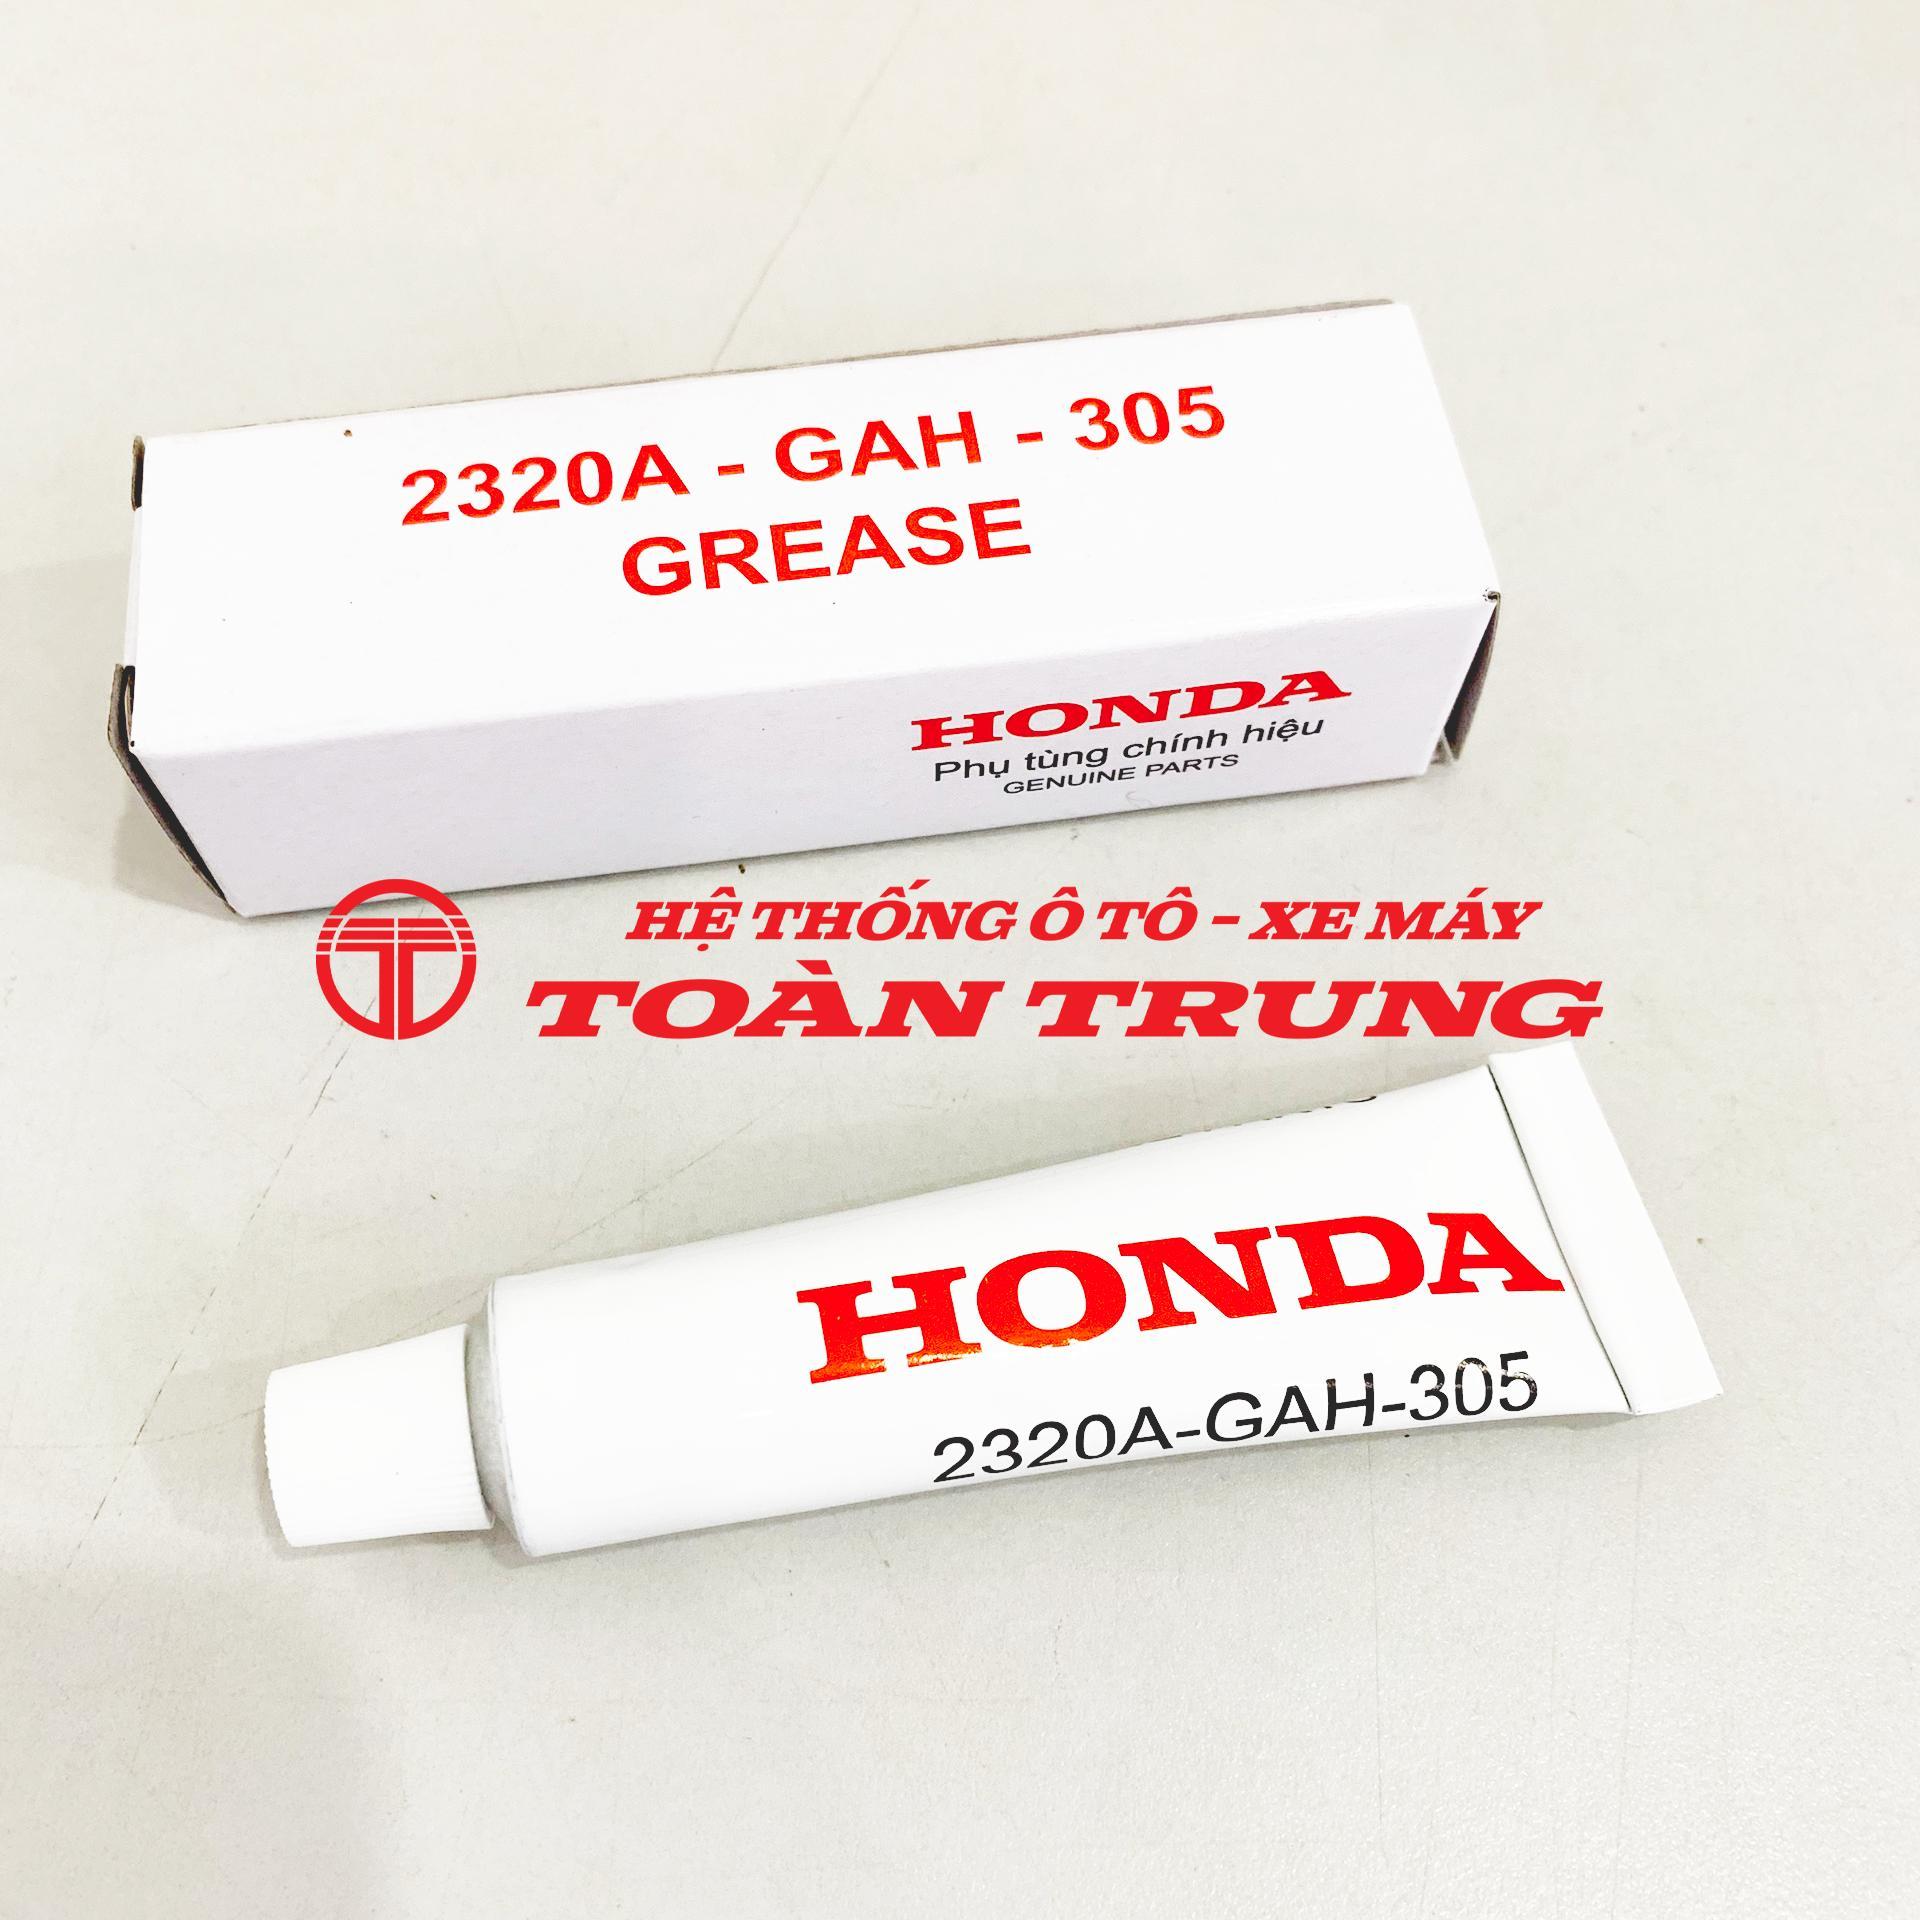 2320A - GAH - 305
GREASE
HONDA
Phụ tùng chính hiệu
GENUINE PARTS
HỆ THỐNG Ô TÔ - XE MÁY
TOÀN TRUNG
HONDA
2320A-GAH-305